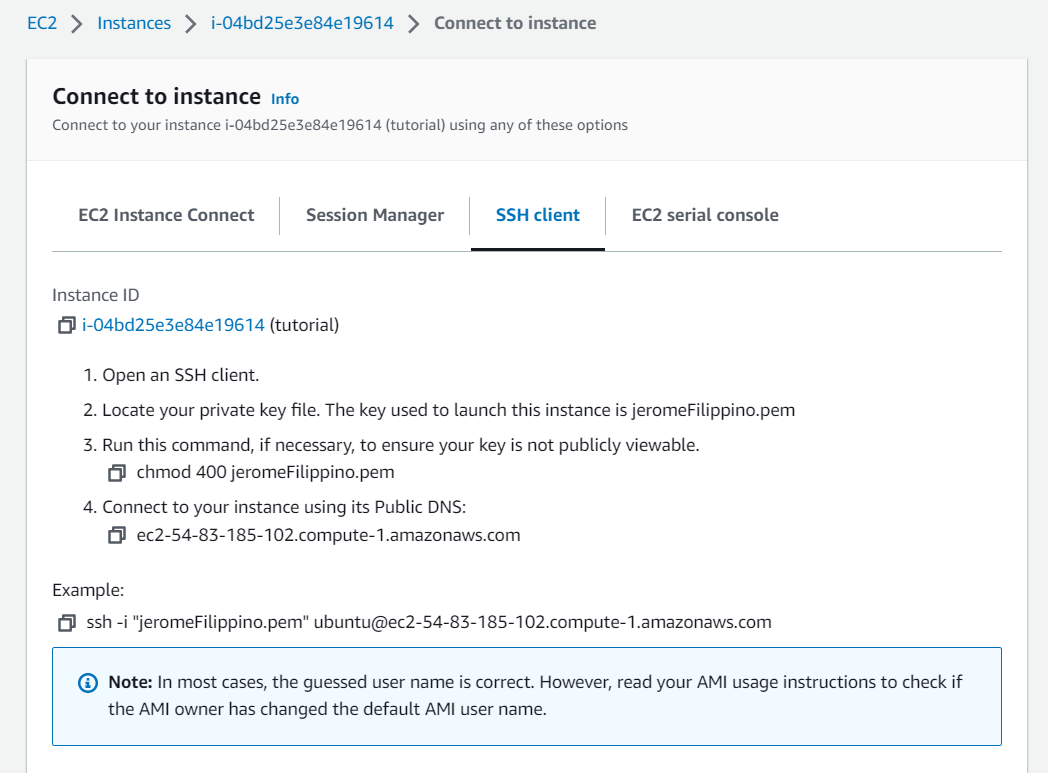 EC2 > Instances > i-04bd25e3e84e19614 > Connect to instance
Connect to instance Info
Connect to your instance i-04bd25e3e84e19614 (tutorial) using any of these options
EC2 Instance Connect Session Manager SSH client EC2 serial console
Instance ID
i-04bd25e3e84e19614 (tutorial)
1. Open an SSH client.
2. Locate your private key file. The key used to launch this instance is jeromeFilippino.pem
3. Run this command, if necessary, to ensure your key is not publicly viewable.
chmod 400 jeromeFilippino.pem
4. Connect to your instance using its Public DNS:
ec2-54-83-185-102.compute-1.amazonaws.com
Example:
ssh -i "jeromeFilippino.pem" ubuntu@ec2-54-83-185-102.compute-1.amazonaws.com
Note: In most cases, the guessed user name is correct. However, read your AMI usage instructions to check if
the AMI owner has changed the default AMI user name.